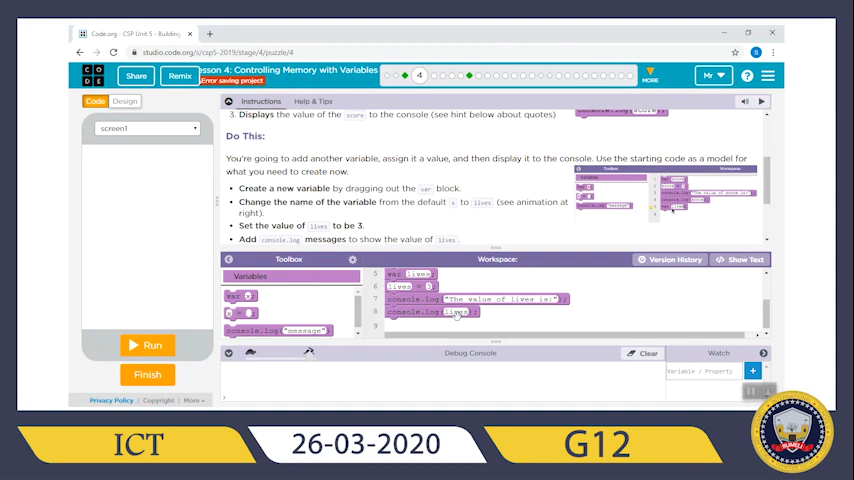 Code.org - CSP Unit 5 - Building
studio.code.org/s/csp5-2019/stage/4/puzzle/4
CODE
Share
Remix
esson 4: Controlling Memory with Variables
Error saving project
4
MORE
Mr
Code
Design
Instructions
Help & Tips
screen1
3. Displays the value of the score to the console (see hint below about quotes)
console.log(score);
Do This:
You're going to add another variable, assign it a value, and then display it to the console. Use the starting code as a model for
what you need to create now.
Create a new variable by dragging out the var block.
Change the name of the variable from the default x to lives (see animation at
right).
Set the value of lives to be 3.
Add console.log messages to show the value of lives.
Toolbox
Workspace:
Version History
Show Text
Variables
var x;
x = ;
console.log("message")
5 var lives;
6 lives = 3;
7 console.log("The value of lives is:");
8 console.log(lives);
9
Run
Finish
Debug Console
Clear
Watch
Variable / Property
Privacy Policy | Copyright | More
ICT
26-03-2020
G12